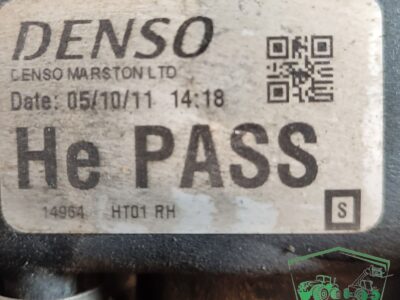 DENSO
DENSO MARSTON LTD
Date: 05/10/11 14:18
He PASS
14964 HT01 RH
S